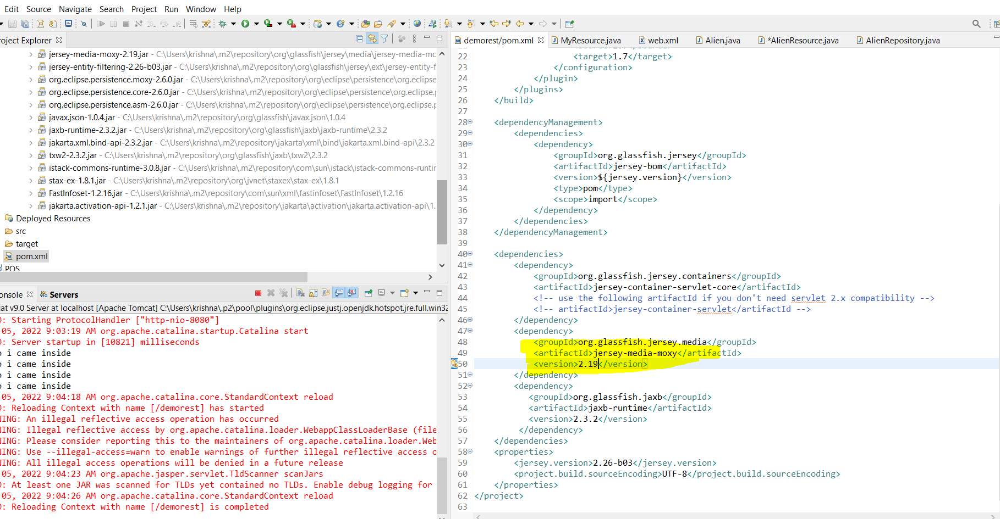 Edit Source Navigate Search Project Run Window Help
roject Explorer
jersey-media-moxy-2.19.jar - C:\Users\krishna\.m2\repository\org\glassfish\jersey\media\jersey-media-mo
jersey-entity-filtering-2.26-b03.jar - C:\Users\krishna\.m2\repository\org\glassfish\jersey\ext\jersey-entity-f
org.eclipse.persistence.moxy-2.6.0.jar - C:\Users\krishna\.m2\repository\org\eclipse\persistence\org.eclipse
org.eclipse.persistence.core-2.6.0.jar - C:\Users\krishna\.m2\repository\org\eclipse\persistence\org.eclipse.p
org.eclipse.persistence.asm-2.6.0.jar - C:\Users\krishna\.m2\repository\org\eclipse\persistence\org.eclipse.p
javax.json-1.0.4.jar - C:\Users\krishna\.m2\repository\org\glassfish\javax.json\1.0.4
jaxb-runtime-2.3.2.jar - C:\Users\krishna\.m2\repository\org\glassfish\jaxb\jaxb-runtime\2.3.2
jakarta.xml.bind-api-2.3.2.jar - C:\Users\krishna\.m2\repository\jakarta\xml\bind\jakarta.xml.bind-api\2.3.2
txw2-2.3.2.jar - C:\Users\krishna\.m2\repository\org\glassfish\jaxb\txw2\2.3.2
istack-commons-runtime-3.0.8.jar - C:\Users\krishna\.m2\repository\com\sun\istack\istack-commons-runtir
stax-ex-1.8.1.jar - C:\Users\krishna\.m2\repository\org\jvnet\staxex\stax-ex\1.8.1
FastInfoset-1.2.16.jar - C:\Users\krishna\.m2\repository\com\sun\xml\fastinfoset\FastInfoset\1.2.16
jakarta.activation-api-1.2.1.jar - C:\Users\krishna\.m2\repository\jakarta\activation\jakarta.activation-api\1.
Deployed Resources
src
target
pom.xml
POS
onsole Servers
cat v9.0 Server at localhost [Apache Tomcat] C:\Users\krishna\.p2\pool\plugins\org.eclipse.justj.openjdk.hotspot.jre.full.win32
O: Starting ProtocolHandler ["http-nio-8080"]
05, 2022 9:03:19 AM org.apache.catalina.startup.Catalina start
O: Server startup in [10821] milliseconds
o i came inside
o i came inside
o i came inside
o i came inside
05, 2022 9:04:18 AM org.apache.catalina.core.StandardContext reload
O: Reloading Context with name [/demorest] has started
NING: An illegal reflective access operation has occurred
NING: Illegal reflective access by org.apache.catalina.loader.WebappClassLoaderBase (file
NING: Please consider reporting this to the maintainers of org.apache.catalina.loader.Web
NING: Use --illegal-access=warn to enable warnings of further illegal reflective access o
NING: All illegal access operations will be denied in a future release
05, 2022 9:04:23 AM org.apache.jasper.servlet.TldScanner scanJars
O: At least one JAR was scanned for TLDs yet contained no TLDs. Enable debug logging for
05, 2022 9:04:26 AM org.apache.catalina.core.StandardContext reload
O: Reloading Context with name [/demorest] is completed
demorest/pom.xml MyResource.java web.xml Alien.java *AlienResource.java AlienRepository.java
22 <target>1.7</target>
23 </configuration>
24 </plugin>
25 </plugins>
26 </build>
27
28 <dependencyManagement>
29 <dependencies>
30 <dependency>
31 <groupId>org.glassfish.jersey</groupId>
32 <artifactId>jersey-bom</artifactId>
33 <version>${jersey.version}</version>
34 <type>pom</type>
35 <scope>import</scope>
36 </dependency>
37 </dependencies>
38 </dependencyManagement>
39
40 <dependencies>
41 <dependency>
42 <groupId>org.glassfish.jersey.containers</groupId>
43 <artifactId>jersey-container-servlet-core</artifactId>
44 <!-- use the following artifactId if you don't need servlet 2.x compatibility -->
45 <!-- artifactId>jersey-container-servlet</artifactId -->
46 </dependency>
47 <dependency>
48 <groupId>org.glassfish.jersey.media</groupId>
49 <artifactId>jersey-media-moxy</artifactId>
50 <version>2.19</version>
51 </dependency>
52 <dependency>
53 <groupId>org.glassfish.jaxb</groupId>
54 <artifactId>jaxb-runtime</artifactId>
55 <version>2.3.2</version>
56 </dependency>
57 </dependencies>
58 <properties>
59 <jersey.version>2.26-b03</jersey.version>
60 <project.build.sourceEncoding>UTF-8</project.build.sourceEncoding>
61 </properties>
62 </project>
63